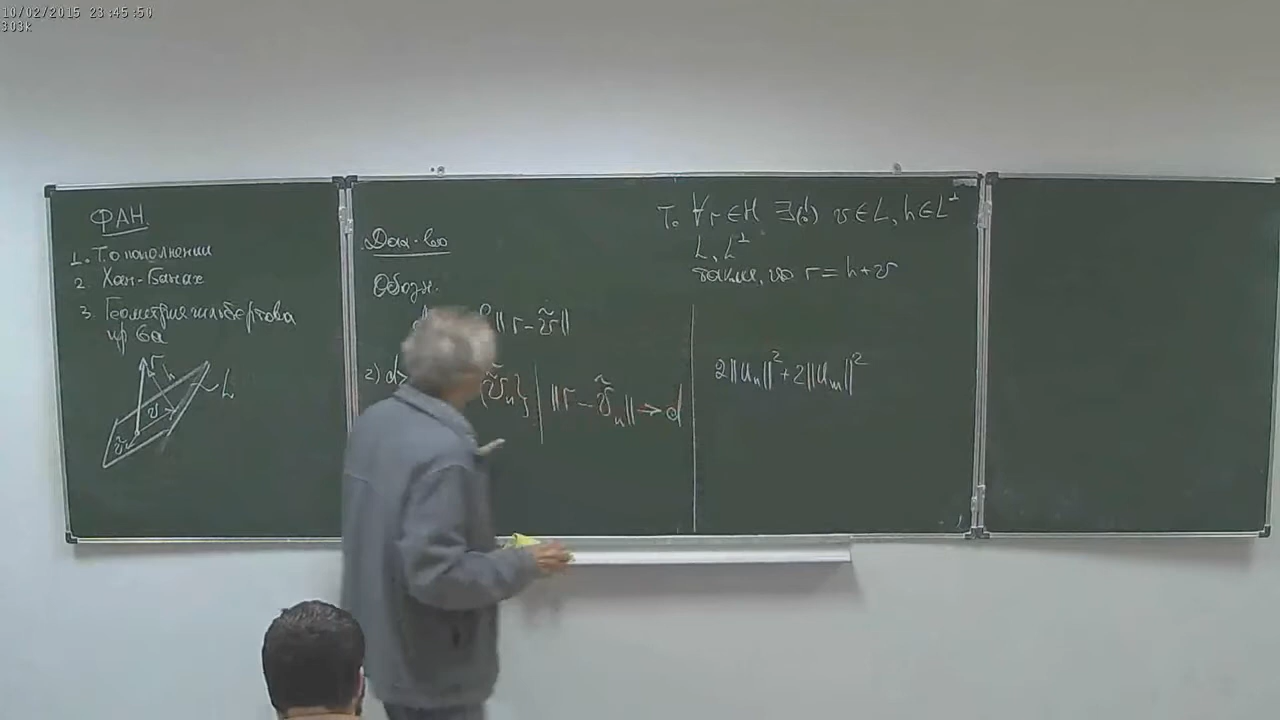 10/02/2015 23:45:50
303k
ФАН.
1. Т. о пополнении
2 Хан-Банах
3. Геометрия гильбертова
пр-ва
r
h
L
v
ṽ
Док-во
Обозн.
‖r − ṽ‖
2) d> {ṽₙ} | ‖r − ṽₙ‖ → d
T. ∀ r ∈ H ∃(!) v ∈ L, h ∈ L^⊥
L, L^⊥
такие, что r = h + v
2‖uₙ‖² + 2‖uₘ‖²